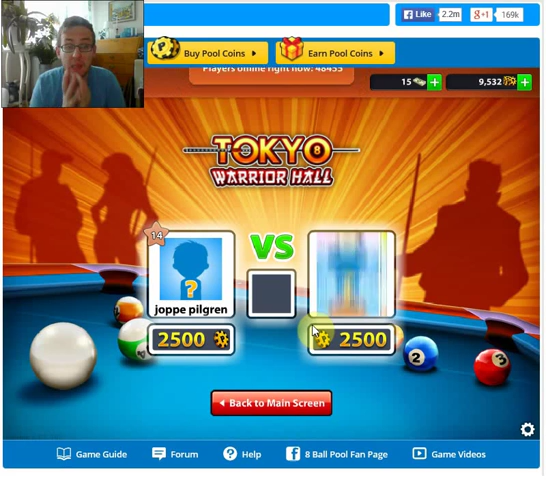 Like 2.2m +1 169k
Buy Pool Coins Earn Pool Coins
Players online right now: 48455
15 9,532
TOKYO 8
WARRIOR HALL
14 VS
?
joppe pilgren
2500 2500
Back to Main Screen
2 3
Game Guide Forum Help 8 Ball Pool Fan Page Game Videos